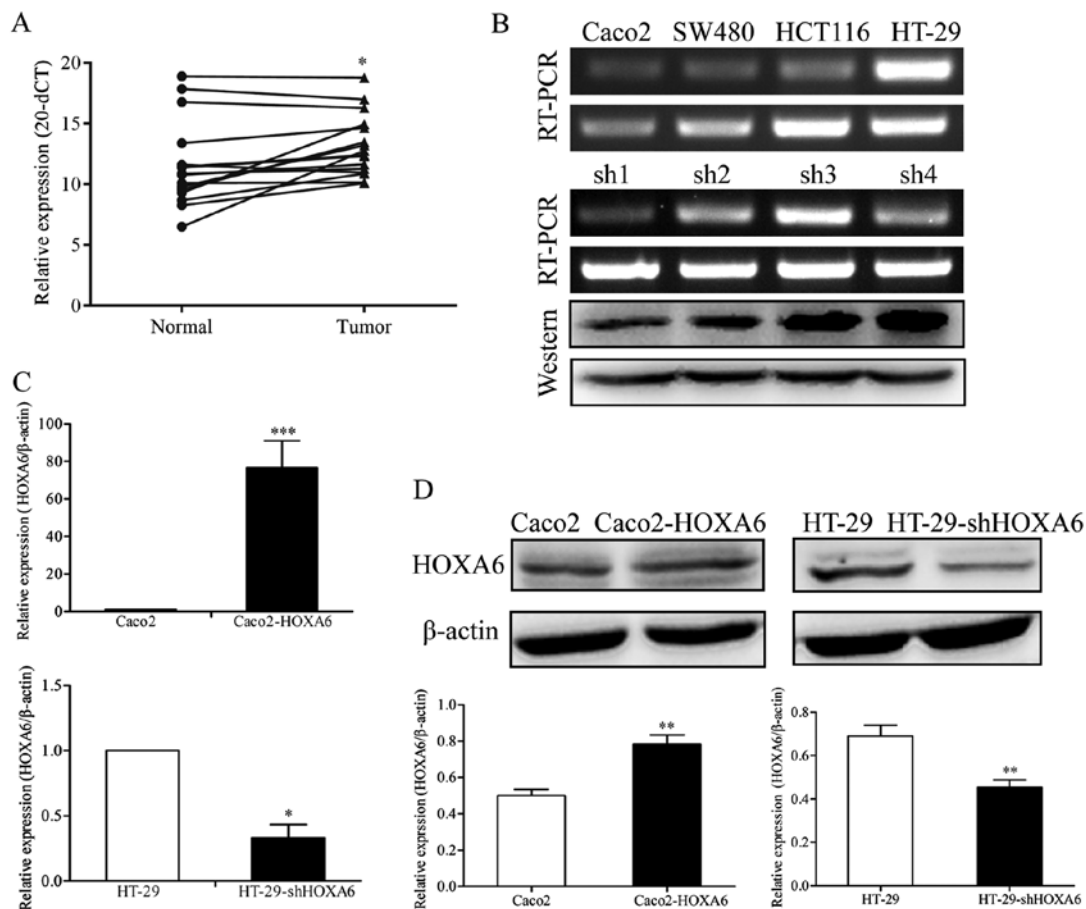 A
Relative expression (20-dCT)
20
15
10
5
0
*
Normal
Tumor
B
Caco2 SW480 HCT116 HT-29
RT-PCR
sh1 sh2 sh3 sh4
RT-PCR
Western
C
Relative expression ( HOXA6/β-actin)
100
80
60
40
20
0
***
Caco2
Caco2-HOXA6
Relative expression (HOXA6/β-actin)
1.5
1.0
0.5
0.0
*
HT-29
HT-29-shHOXA6
D
Caco2 Caco2-HOXA6
HT-29 HT-29-shHOXA6
HOXA6
β-actin
Relative exprssion (HOXA6/β-actin)
1.0
0.8
0.6
0.4
0.2
0.0
**
Caco2
Caco2-HOXA6
Relative expression (HOXA6/β-actin)
0.8
0.6
0.4
0.2
0.0
**
HT-29
HT-29-shHOXA6